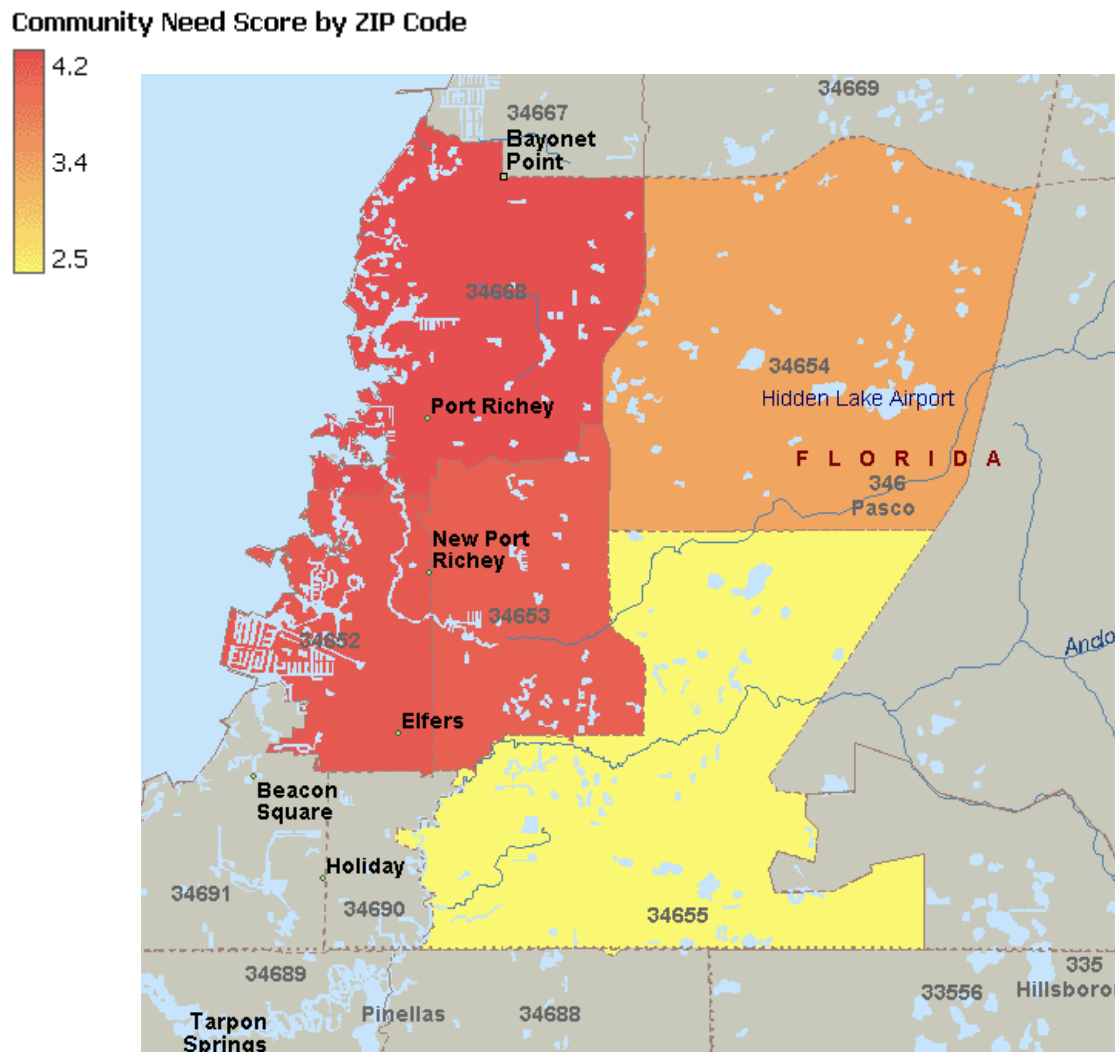 Community Need Score by ZIP Code
4.2
3.4
2.5
34669
34667
Bayonet
Point
34668
34654
Hidden Lake Airport
Port Richey
F L O R I D A
346
Pasco
New Port
Richey
34653
34652
Ando
Elfers
Beacon
Square
Holiday
34691
34690
34655
34689
335
Hillsborou
33556
Pinellas
34688
Tarpon
Springs